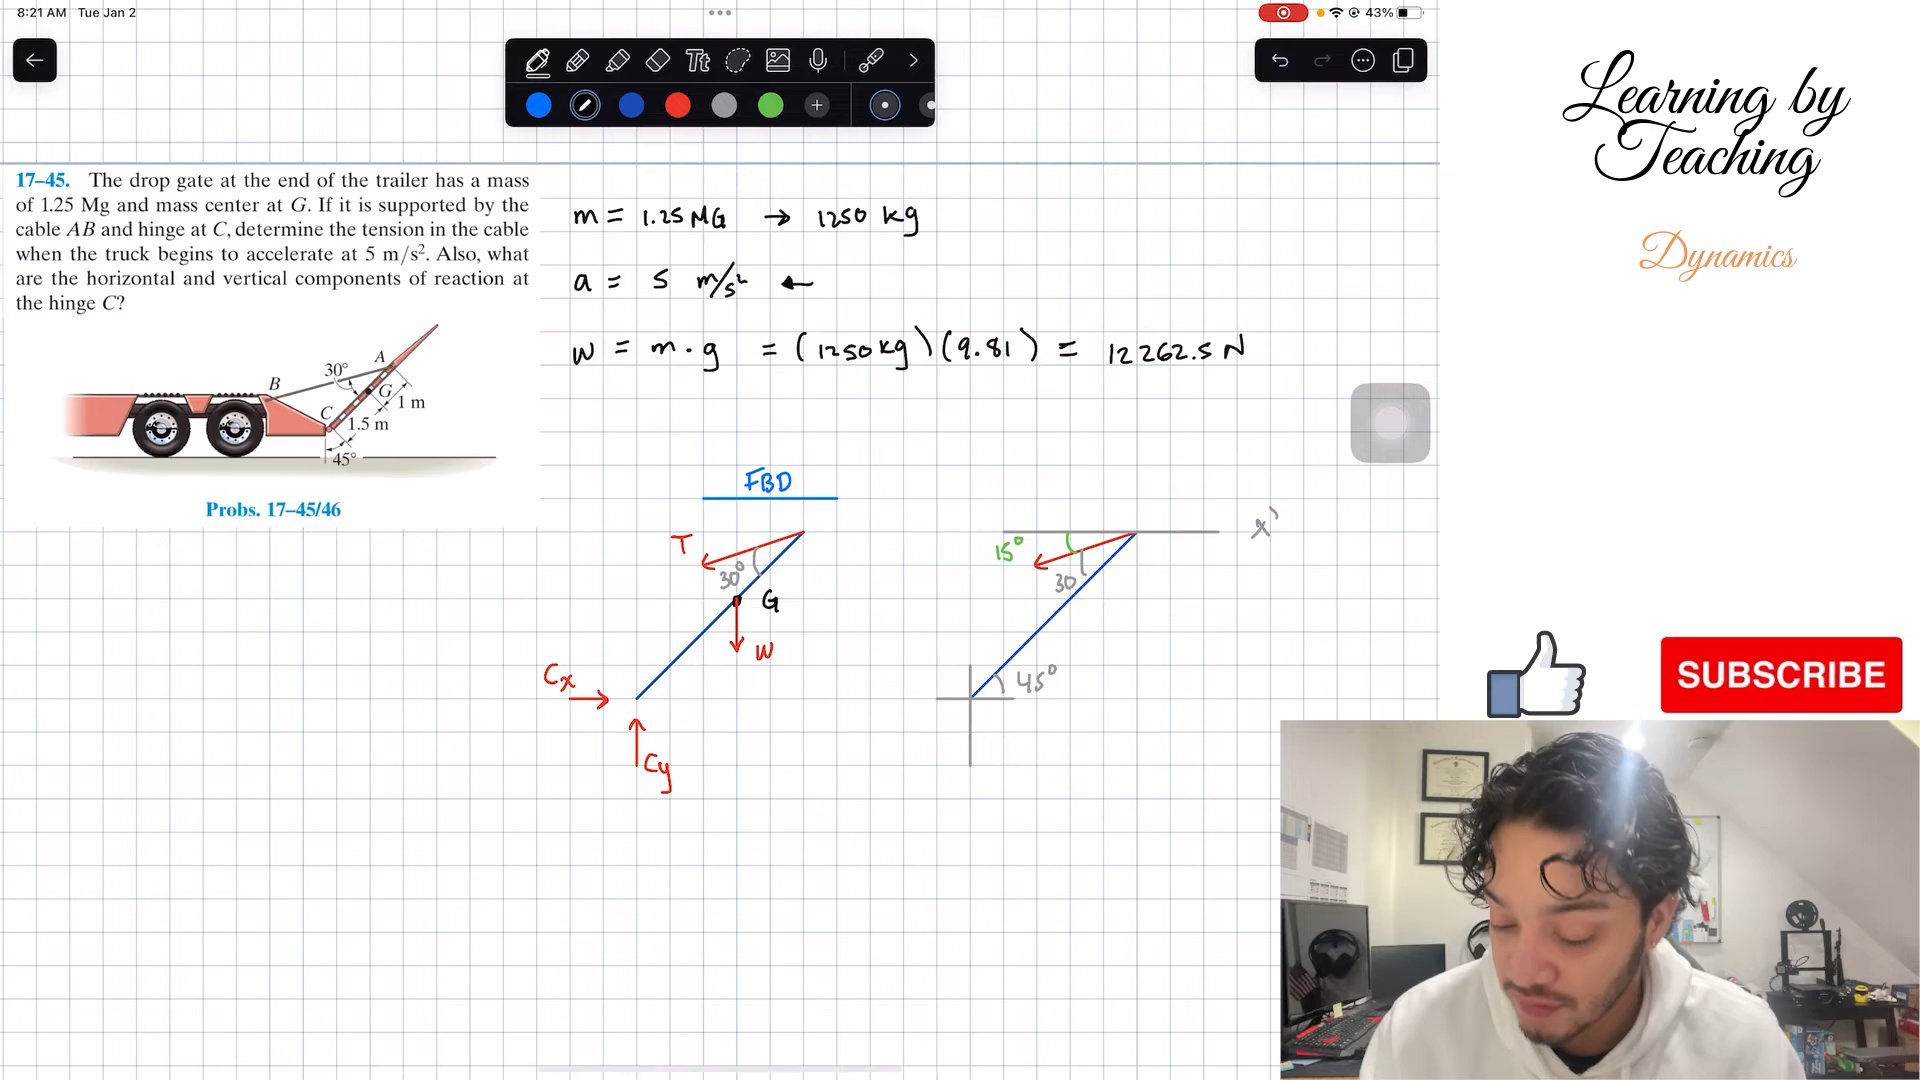 8:21 AM Tue Jan 2
43%
Tt
17–45. The drop gate at the end of the trailer has a mass
of 1.25 Mg and mass center at G. If it is supported by the
cable AB and hinge at C, determine the tension in the cable
when the truck begins to accelerate at 5 m/s². Also, what
are the horizontal and vertical components of reaction at
the hinge C?
A
30°
B
G
1 m
C
1.5 m
45°
Probs. 17–45/46
m = 1.25 MG → 1250 kg
a = 5 m/s² ←
W = m · g = (1250 kg)(9.81) = 12262.5 N
FBD
T
30°
G
W
Cx
Cy
x'
15°
30
45°
Learning by
Teaching
Dynamics
SUBSCRIBE